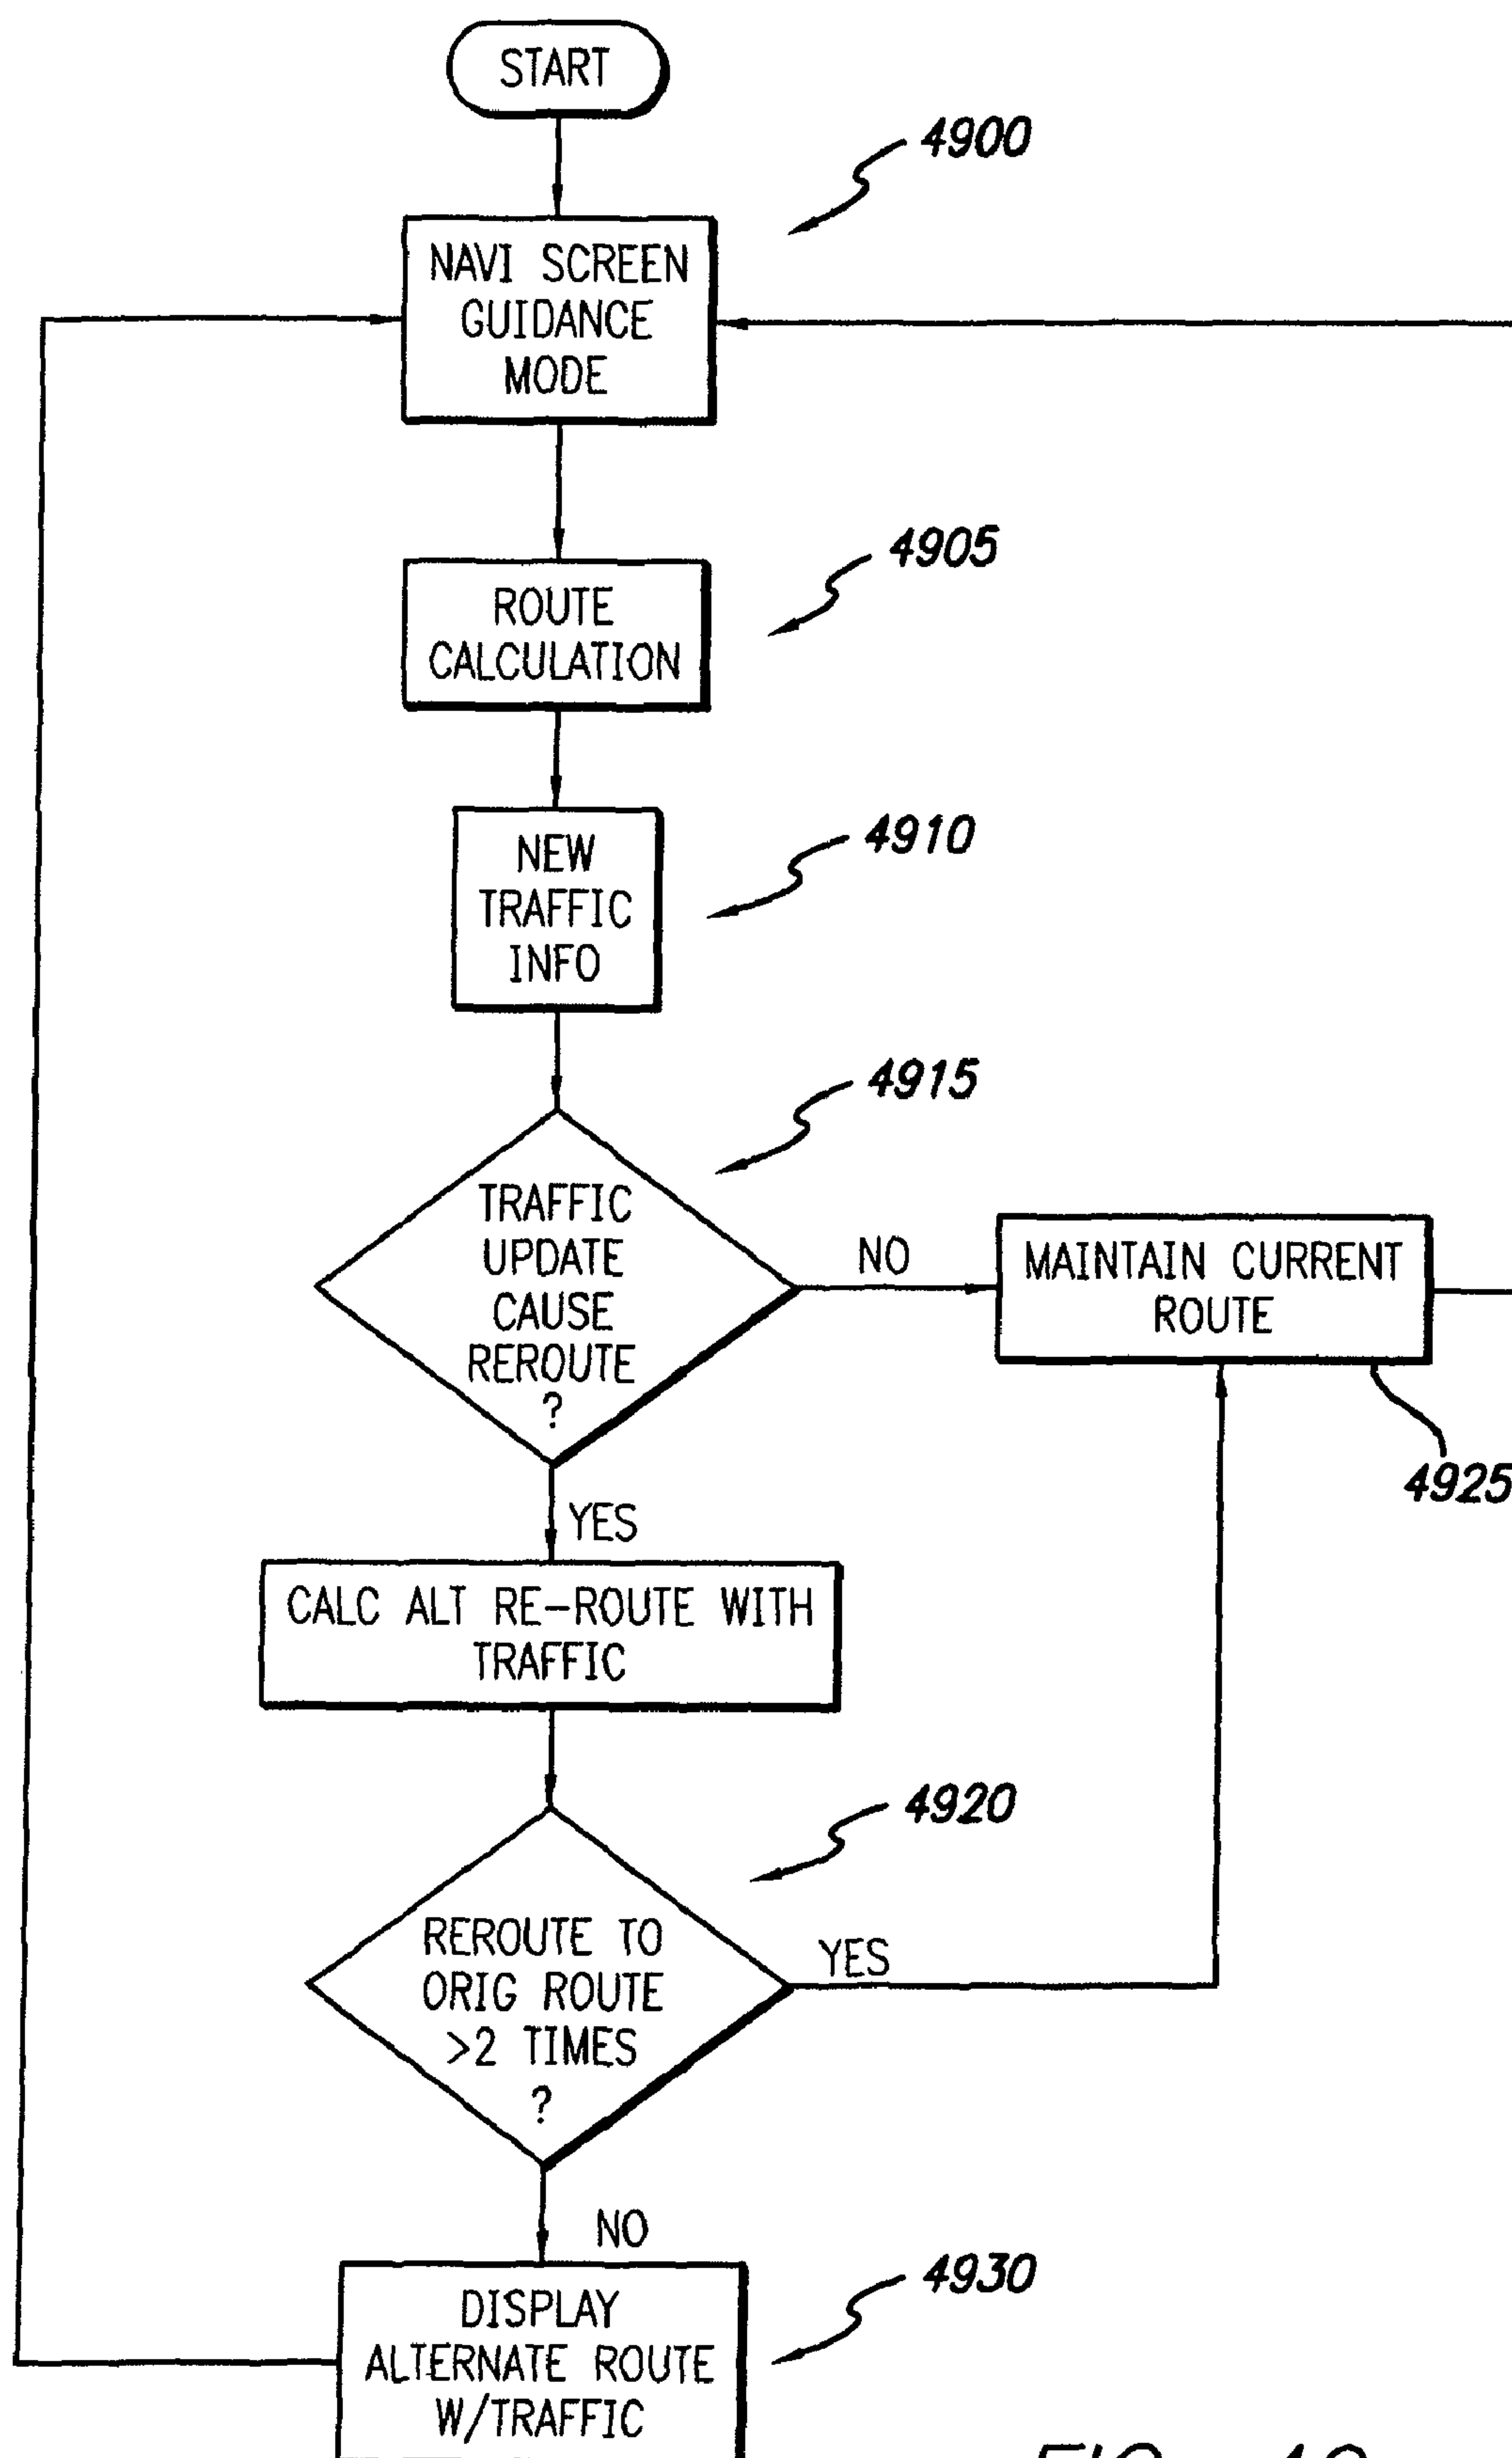 START
4900
NAVI SCREEN
GUIDANCE
MODE
4905
ROUTE
CALCULATION
4910
NEW
TRAFFIC
INFO
4915
TRAFFIC
UPDATE
CAUSE
REROUTE
?
NO
MAINTAIN CURRENT
ROUTE
4925
YES
CALC ALT RE-ROUTE WITH
TRAFFIC
4920
REROUTE TO
ORIG ROUTE
>2 TIMES
?
YES
NO
4930
DISPLAY
ALTERNATE ROUTE
W/TRAFFIC